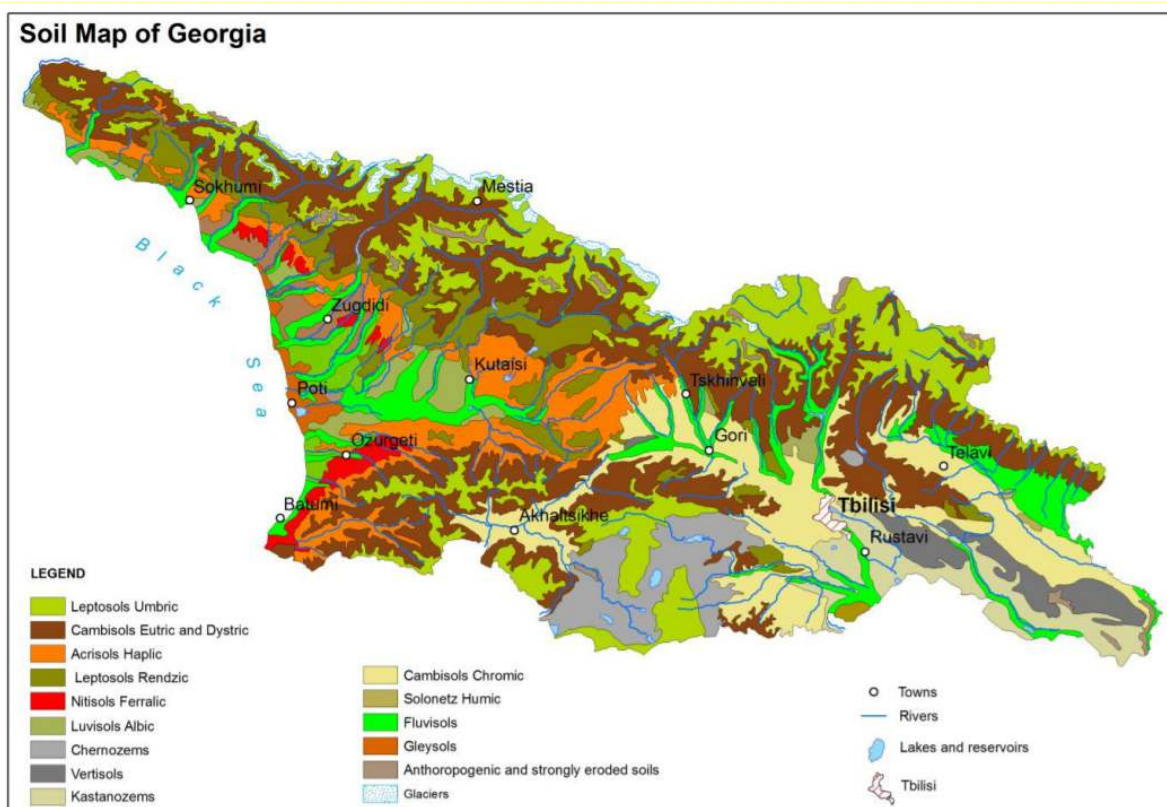 Soil Map of Georgia
Mestia
Sokhumi
Black Sea
Zugdidi
Kutaisi
Tskhinvali
Poti
Gori
Ozurgeti
Telavi
Batumi
Akhaltsikhe
Tbilisi
Rustavi
LEGEND
Leptosols Umbric
Cambisols Eutric and Dystric
Acrisols Haplic
Leptosols Rendzic
Nitisols Ferralic
Luvisols Albic
Chernozems
Vertisols
Kastanozems
Cambisols Chromic
Solonetz Humic
Fluvisols
Gleysols
Anthoropogenic and strongly eroded soils
Glaciers
Towns
Rivers
Lakes and reservoirs
Tbilisi